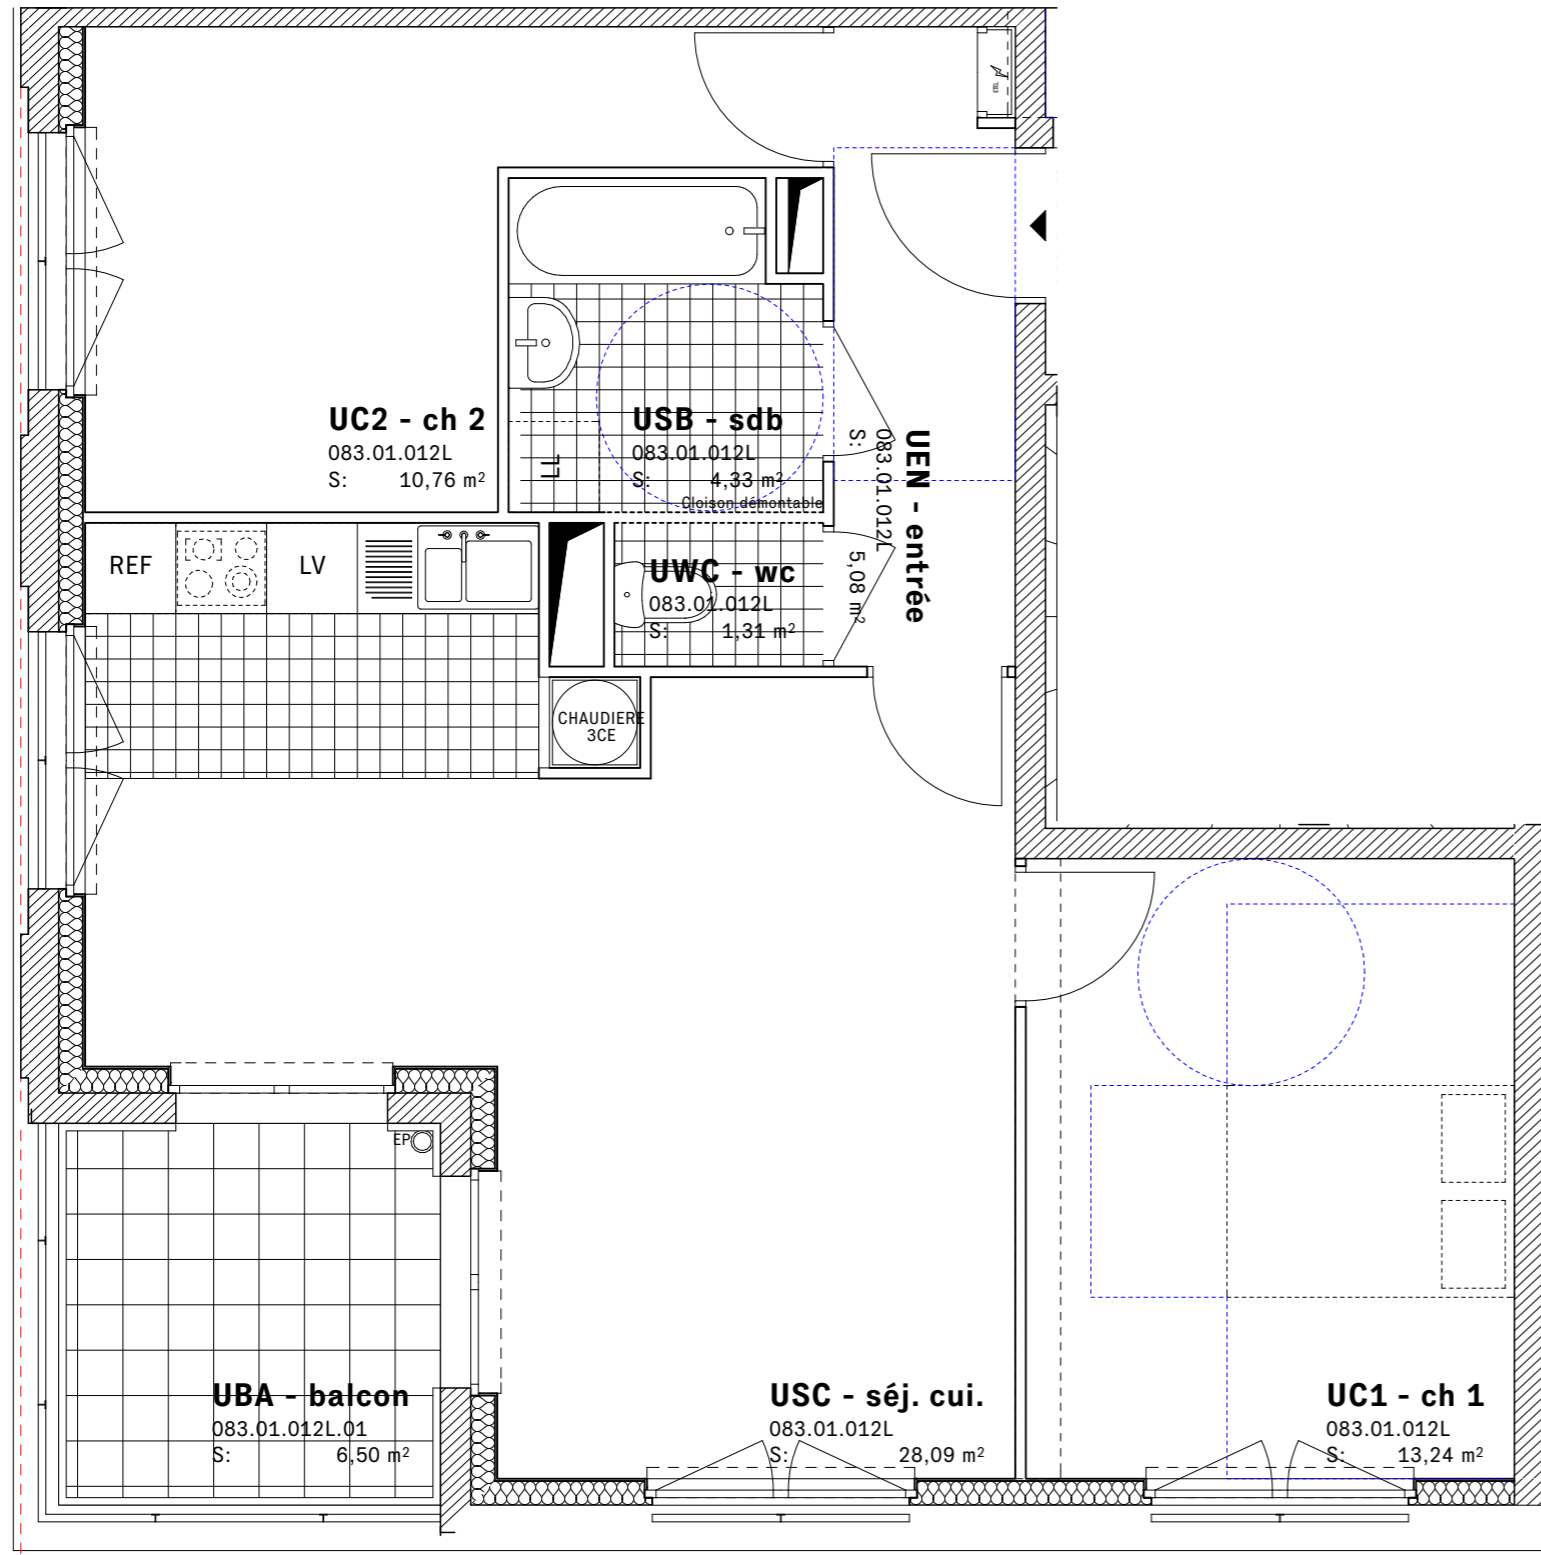 UC2 - ch 2
083.01.012L
S: 10,76 m²
USB - sdb
083.01.012L
S: 4,33 m²
Cloison démontable
LL
UEN - entrée
083.01.012L
S: 5,08 m²
REF
LV
UWC - wc
083.01.012L
S: 1,31 m²
CHAUDIERE
3CE
EP
UBA - balcon
083.01.012L.01
S: 6,50 m²
USC - séj. cui.
083.01.012L
S: 28,09 m²
UC1 - ch 1
083.01.012L
S: 13,24 m²